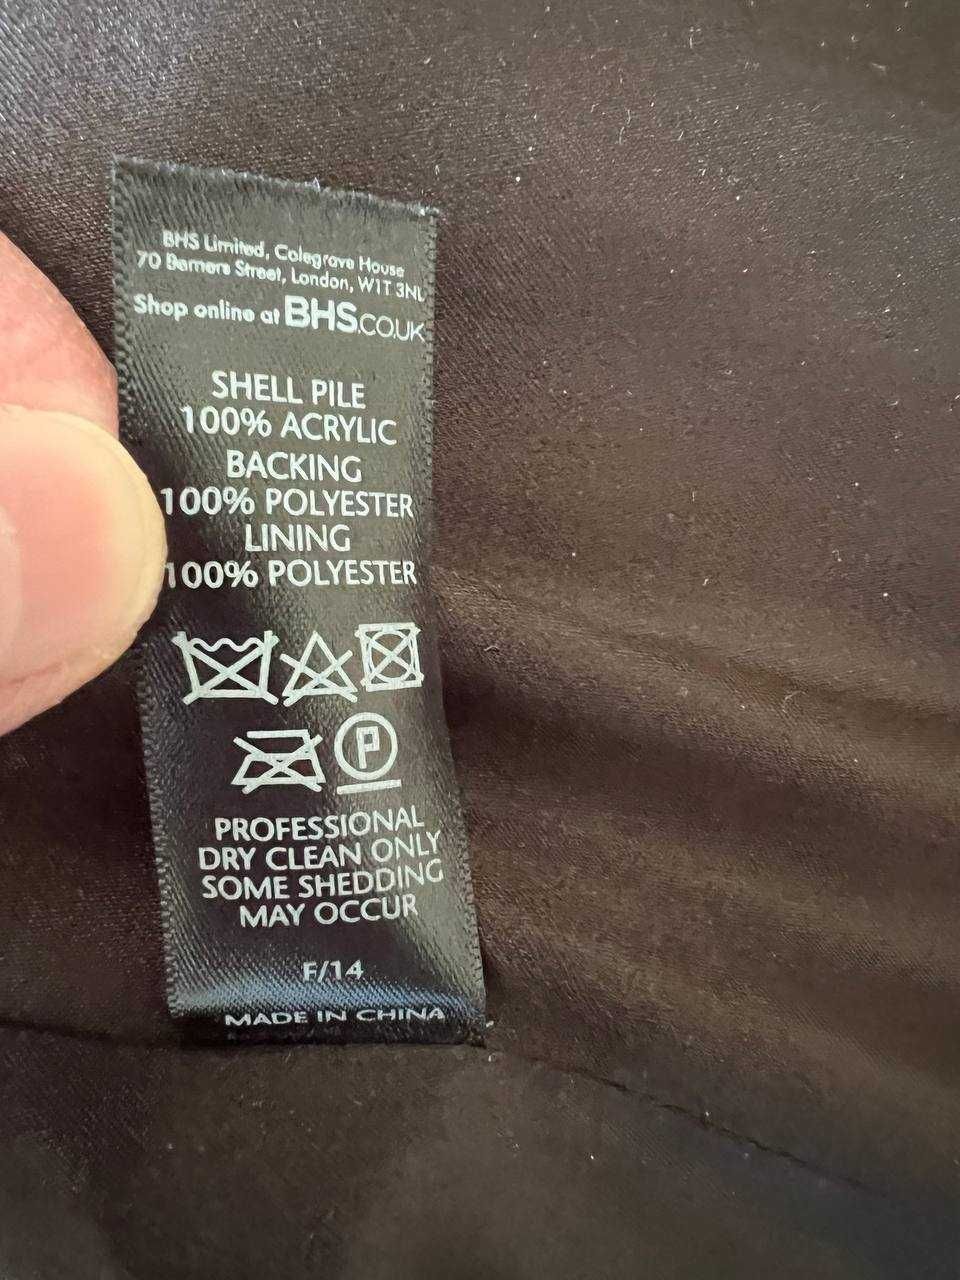 BHS Limited, Colegrave House
70 Berners Street, London, W1T 3NL
Shop online at BHS.CO.UK
SHELL PILE
100% ACRYLIC
BACKING
100% POLYESTER
LINING
100% POLYESTER
P
PROFESSIONAL
DRY CLEAN ONLY
SOME SHEDDING
MAY OCCUR
F/14
MADE IN CHINA